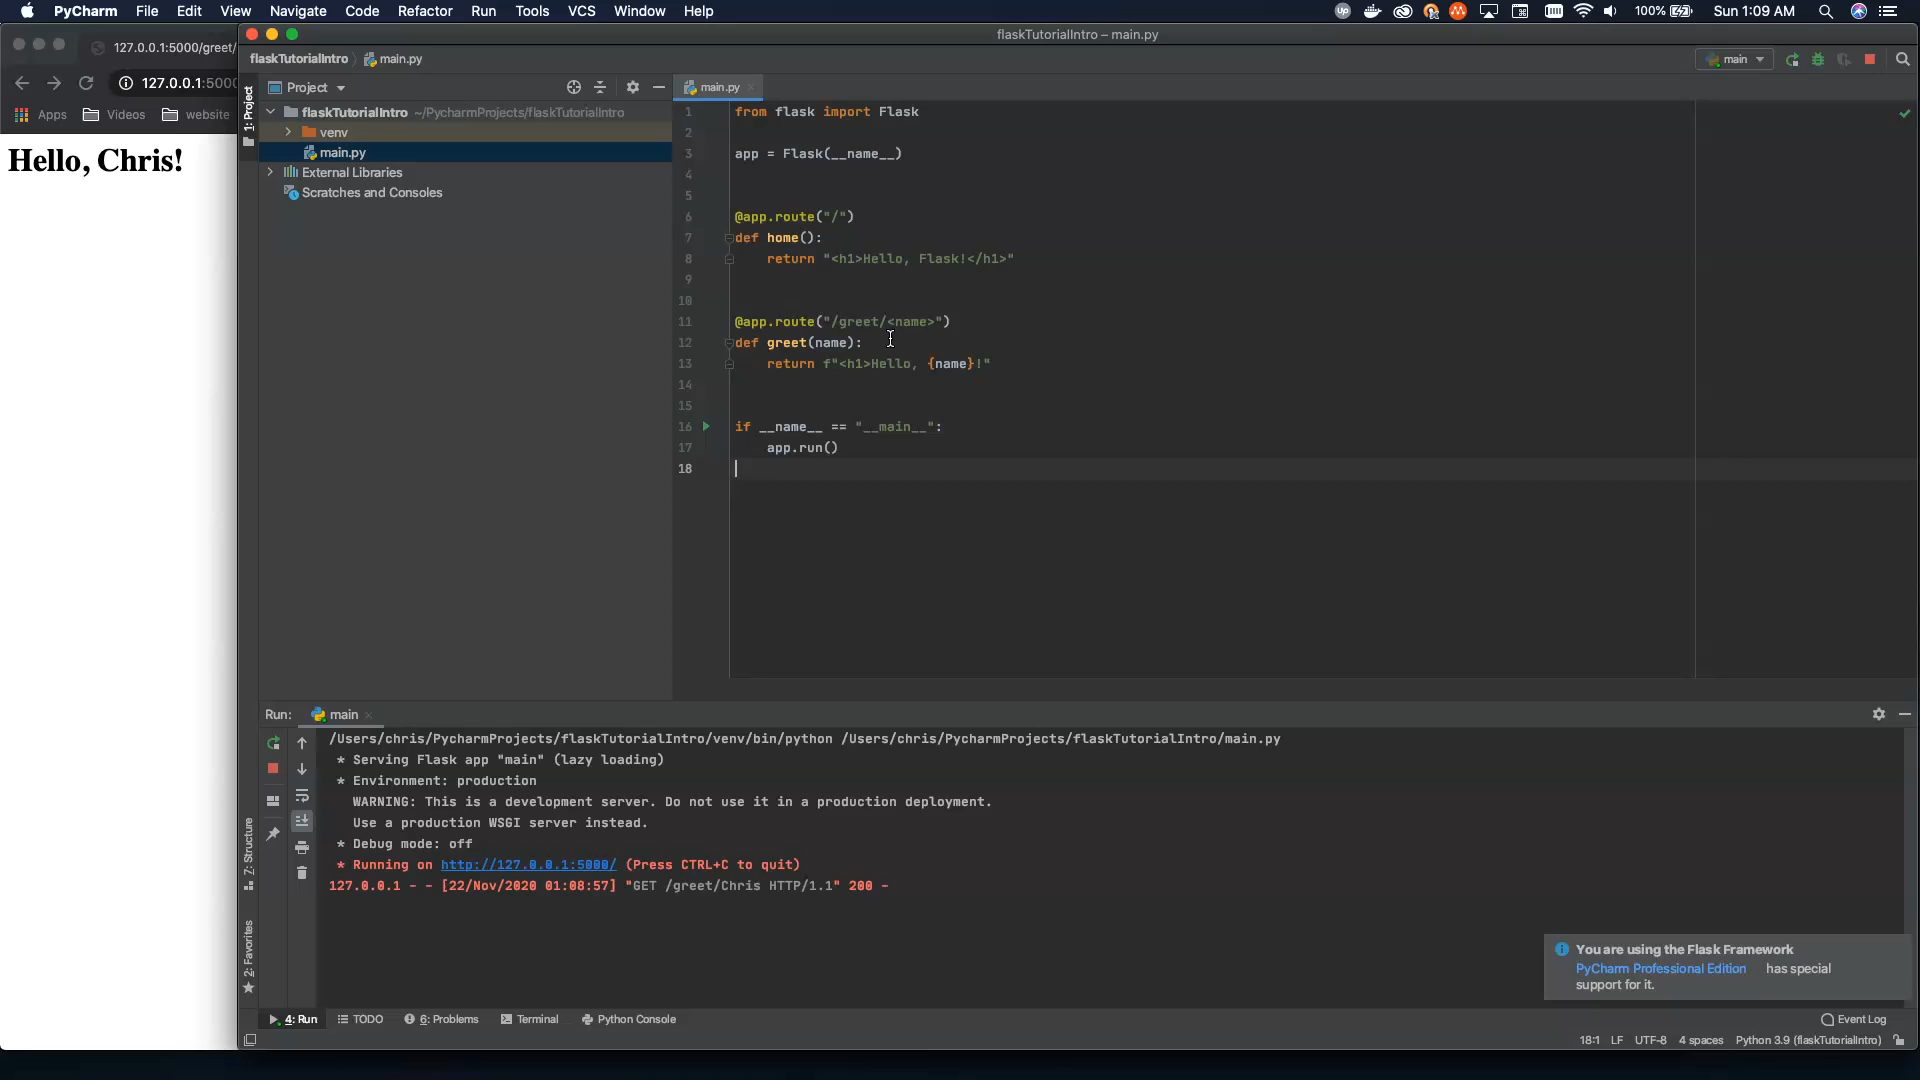 PyCharm File Edit View Navigate Code Refactor Run Tools VCS Window Help
100% Sun 1:09 AM
127.0.0.1:5000/greet/
flaskTutorialIntro – main.py
flaskTutorialIntro main.py
main
127.0.0.1:5000
Apps Videos website
Hello, Chris!
1: Project
Project
flaskTutorialIntro ~/PycharmProjects/flaskTutorialIntro
venv
main.py
External Libraries
Scratches and Consoles
main.py
1 from flask import Flask
2
3 app = Flask(__name__)
4
5
6 @app.route("/")
7 def home():
8 return "<h1>Hello, Flask!</h1>"
9
10
11 @app.route("/greet/<name>")
12 def greet(name):
13 return f"<h1>Hello, {name}!"
14
15
16 if __name__ == "__main__":
17 app.run()
18
Run: main
/Users/chris/PycharmProjects/flaskTutorialIntro/venv/bin/python /Users/chris/PycharmProjects/flaskTutorialIntro/main.py
* Serving Flask app "main" (lazy loading)
* Environment: production
WARNING: This is a development server. Do not use it in a production deployment.
Use a production WSGI server instead.
* Debug mode: off
* Running on http://127.0.0.1:5000/ (Press CTRL+C to quit)
127.0.0.1 - - [22/Nov/2020 01:08:57] "GET /greet/Chris HTTP/1.1" 200 -
Z: Structure
2: Favorites
You are using the Flask Framework
PyCharm Professional Edition has special
support for it.
4: Run TODO 6: Problems Terminal Python Console
Event Log
18:1 LF UTF-8 4 spaces Python 3.9 (flaskTutorialIntro)